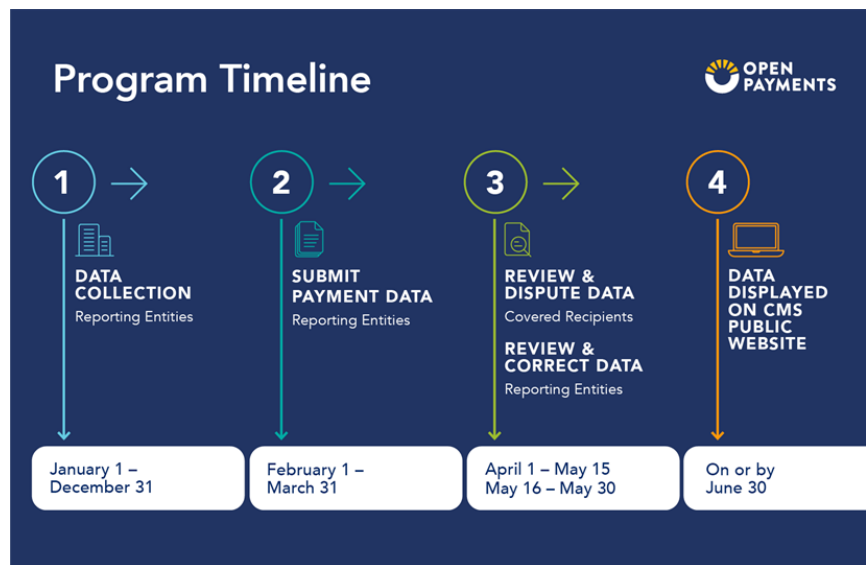 Program Timeline
OPEN
PAYMENTS
1
DATA
COLLECTION
Reporting Entities
January 1 –
December 31
2
SUBMIT
PAYMENT DATA
Reporting Entities
February 1 –
March 31
3
REVIEW &
DISPUTE DATA
Covered Recipients
REVIEW &
CORRECT DATA
Reporting Entities
April 1 – May 15
May 16 – May 30
4
DATA
DISPLAYED
ON CMS
PUBLIC
WEBSITE
On or by
June 30